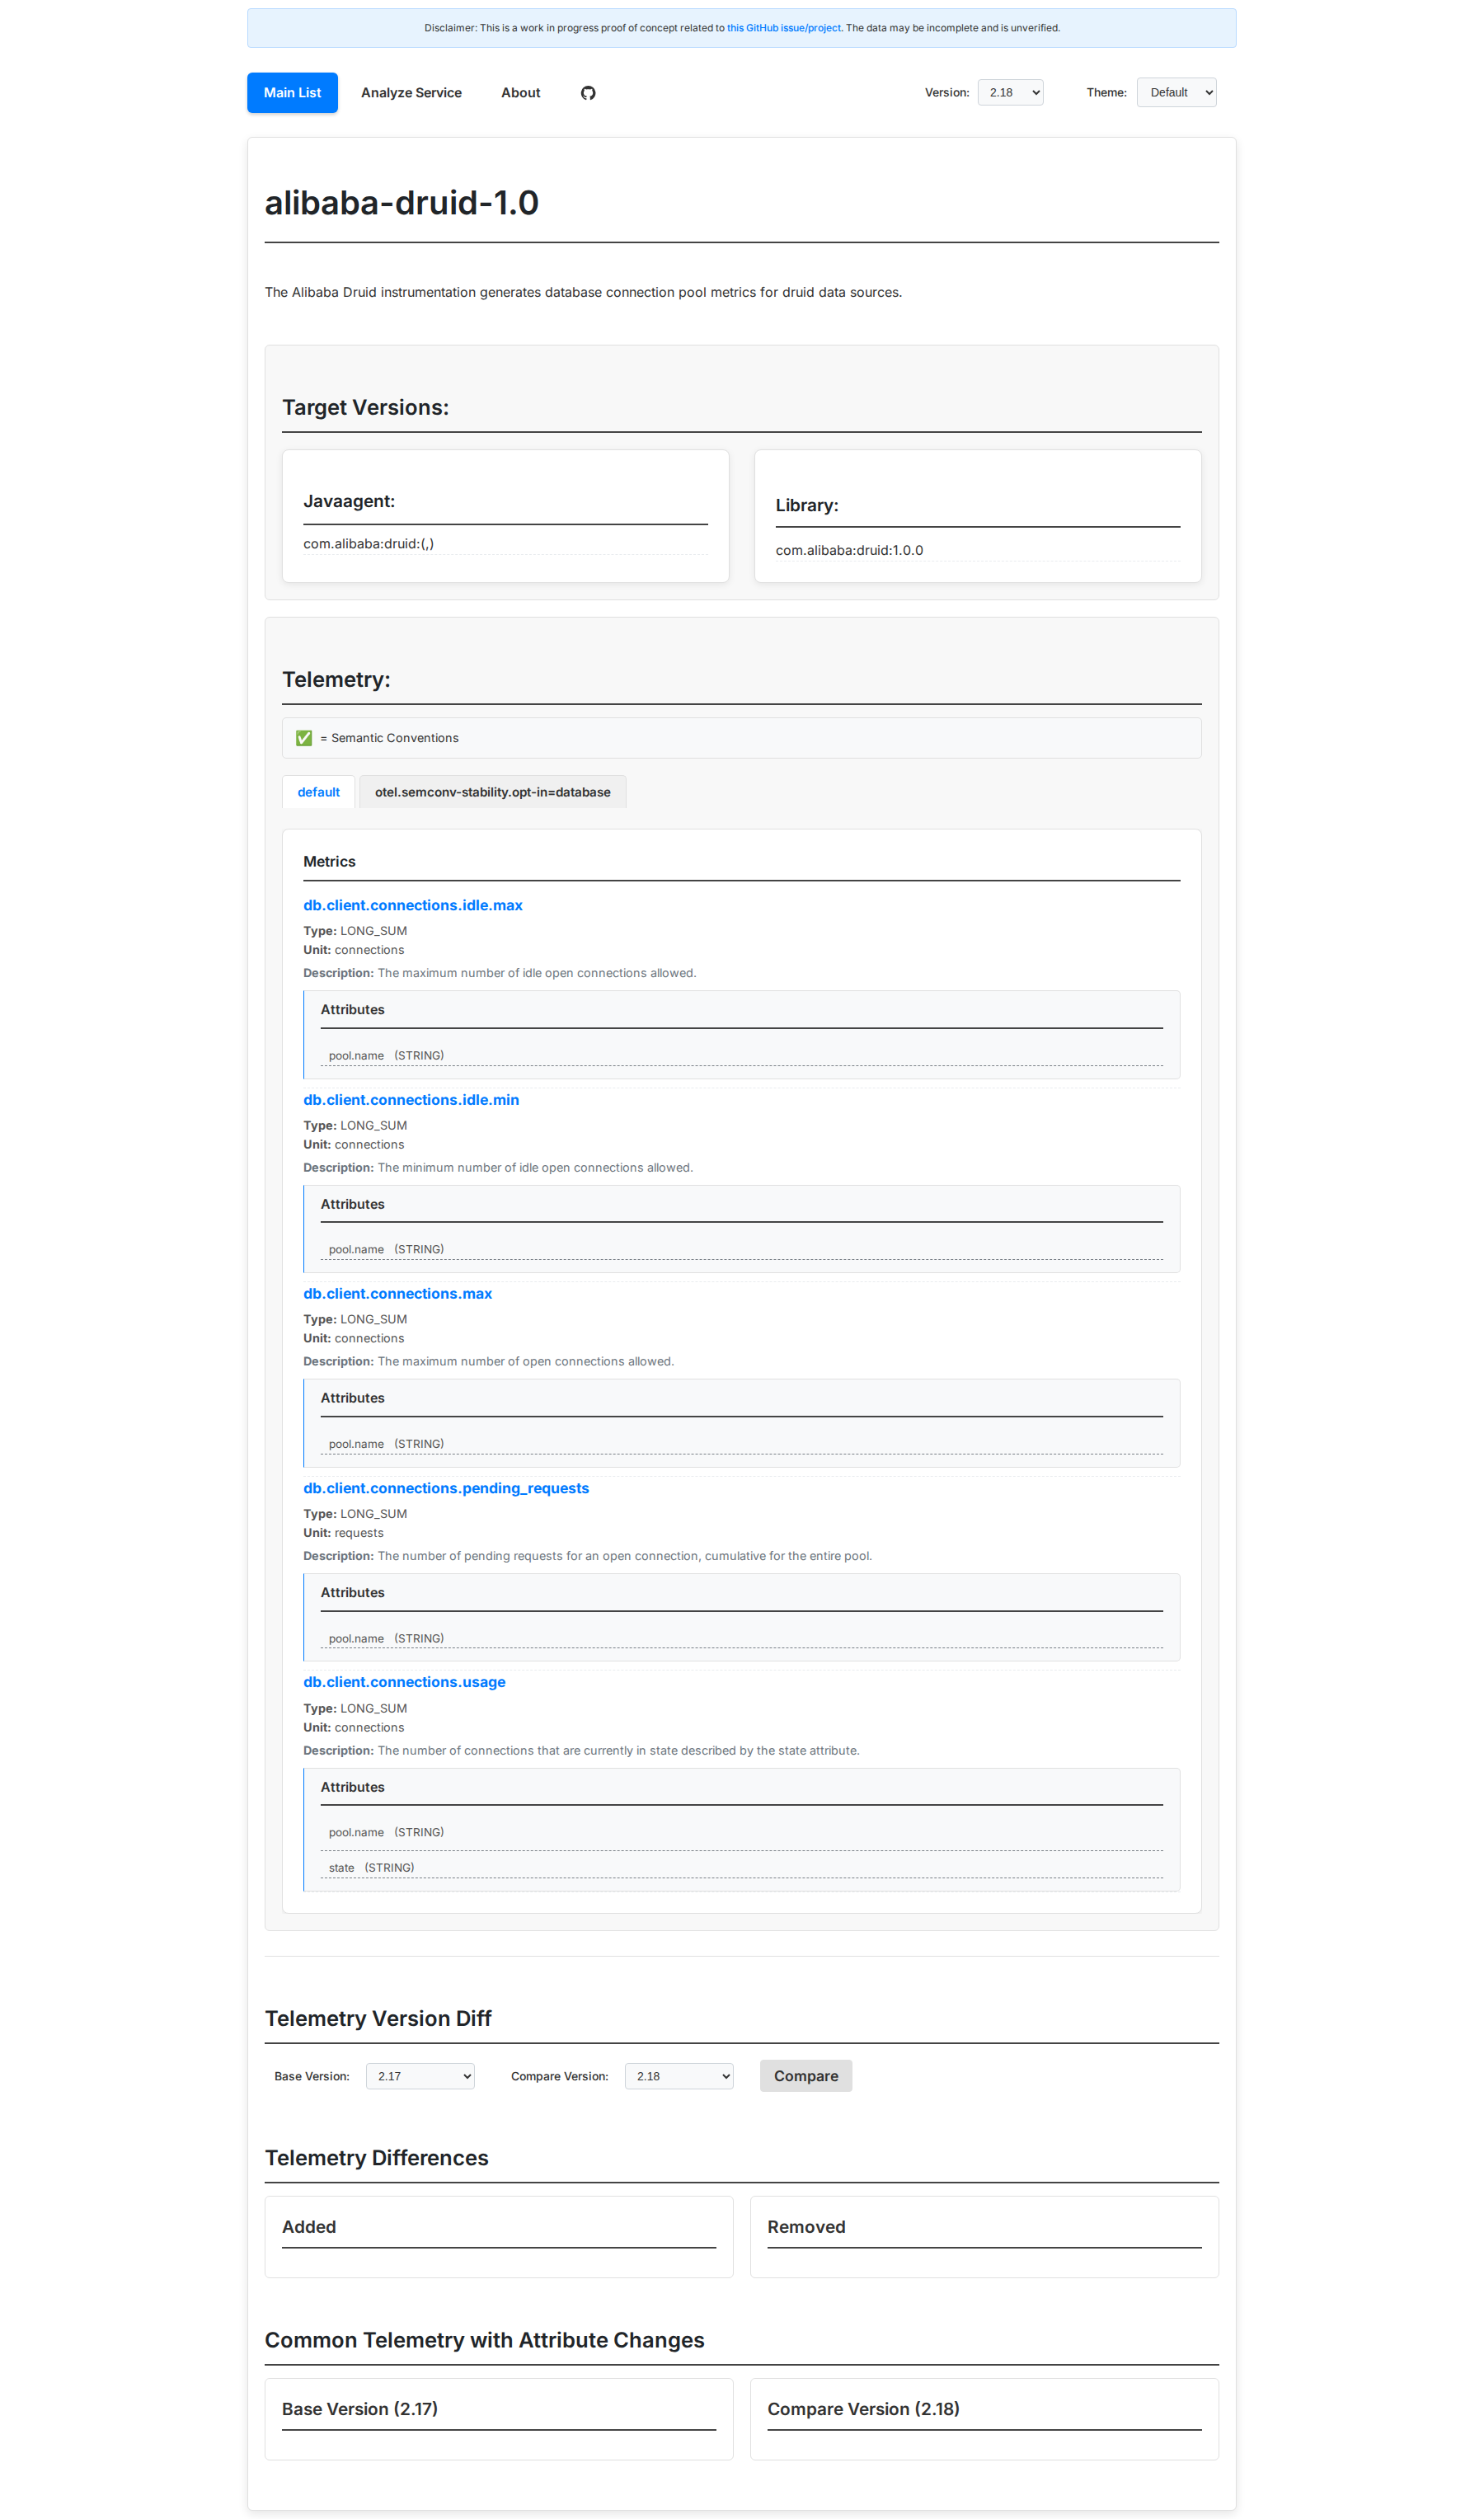 Disclaimer: This is a work in progress proof of concept related to this GitHub issue/project. The data may be incomplete and is unverified.
Main List
Analyze Service
About
Version:
2.18
Theme:
Default
alibaba-druid-1.0
The Alibaba Druid instrumentation generates database connection pool metrics for druid data sources.
Target Versions:
Javaagent:
com.alibaba:druid:(,)
Library:
com.alibaba:druid:1.0.0
Telemetry:
✅ = Semantic Conventions
default
otel.semconv-stability.opt-in=database
Metrics
db.client.connections.idle.max
Type: LONG_SUM
Unit: connections
Description: The maximum number of idle open connections allowed.
Attributes
pool.name (STRING)
db.client.connections.idle.min
Type: LONG_SUM
Unit: connections
Description: The minimum number of idle open connections allowed.
Attributes
pool.name (STRING)
db.client.connections.max
Type: LONG_SUM
Unit: connections
Description: The maximum number of open connections allowed.
Attributes
pool.name (STRING)
db.client.connections.pending_requests
Type: LONG_SUM
Unit: requests
Description: The number of pending requests for an open connection, cumulative for the entire pool.
Attributes
pool.name (STRING)
db.client.connections.usage
Type: LONG_SUM
Unit: connections
Description: The number of connections that are currently in state described by the state attribute.
Attributes
pool.name (STRING)
state (STRING)
Telemetry Version Diff
Base Version:
2.17
Compare Version:
2.18
Compare
Telemetry Differences
Added
Removed
Common Telemetry with Attribute Changes
Base Version (2.17)
Compare Version (2.18)